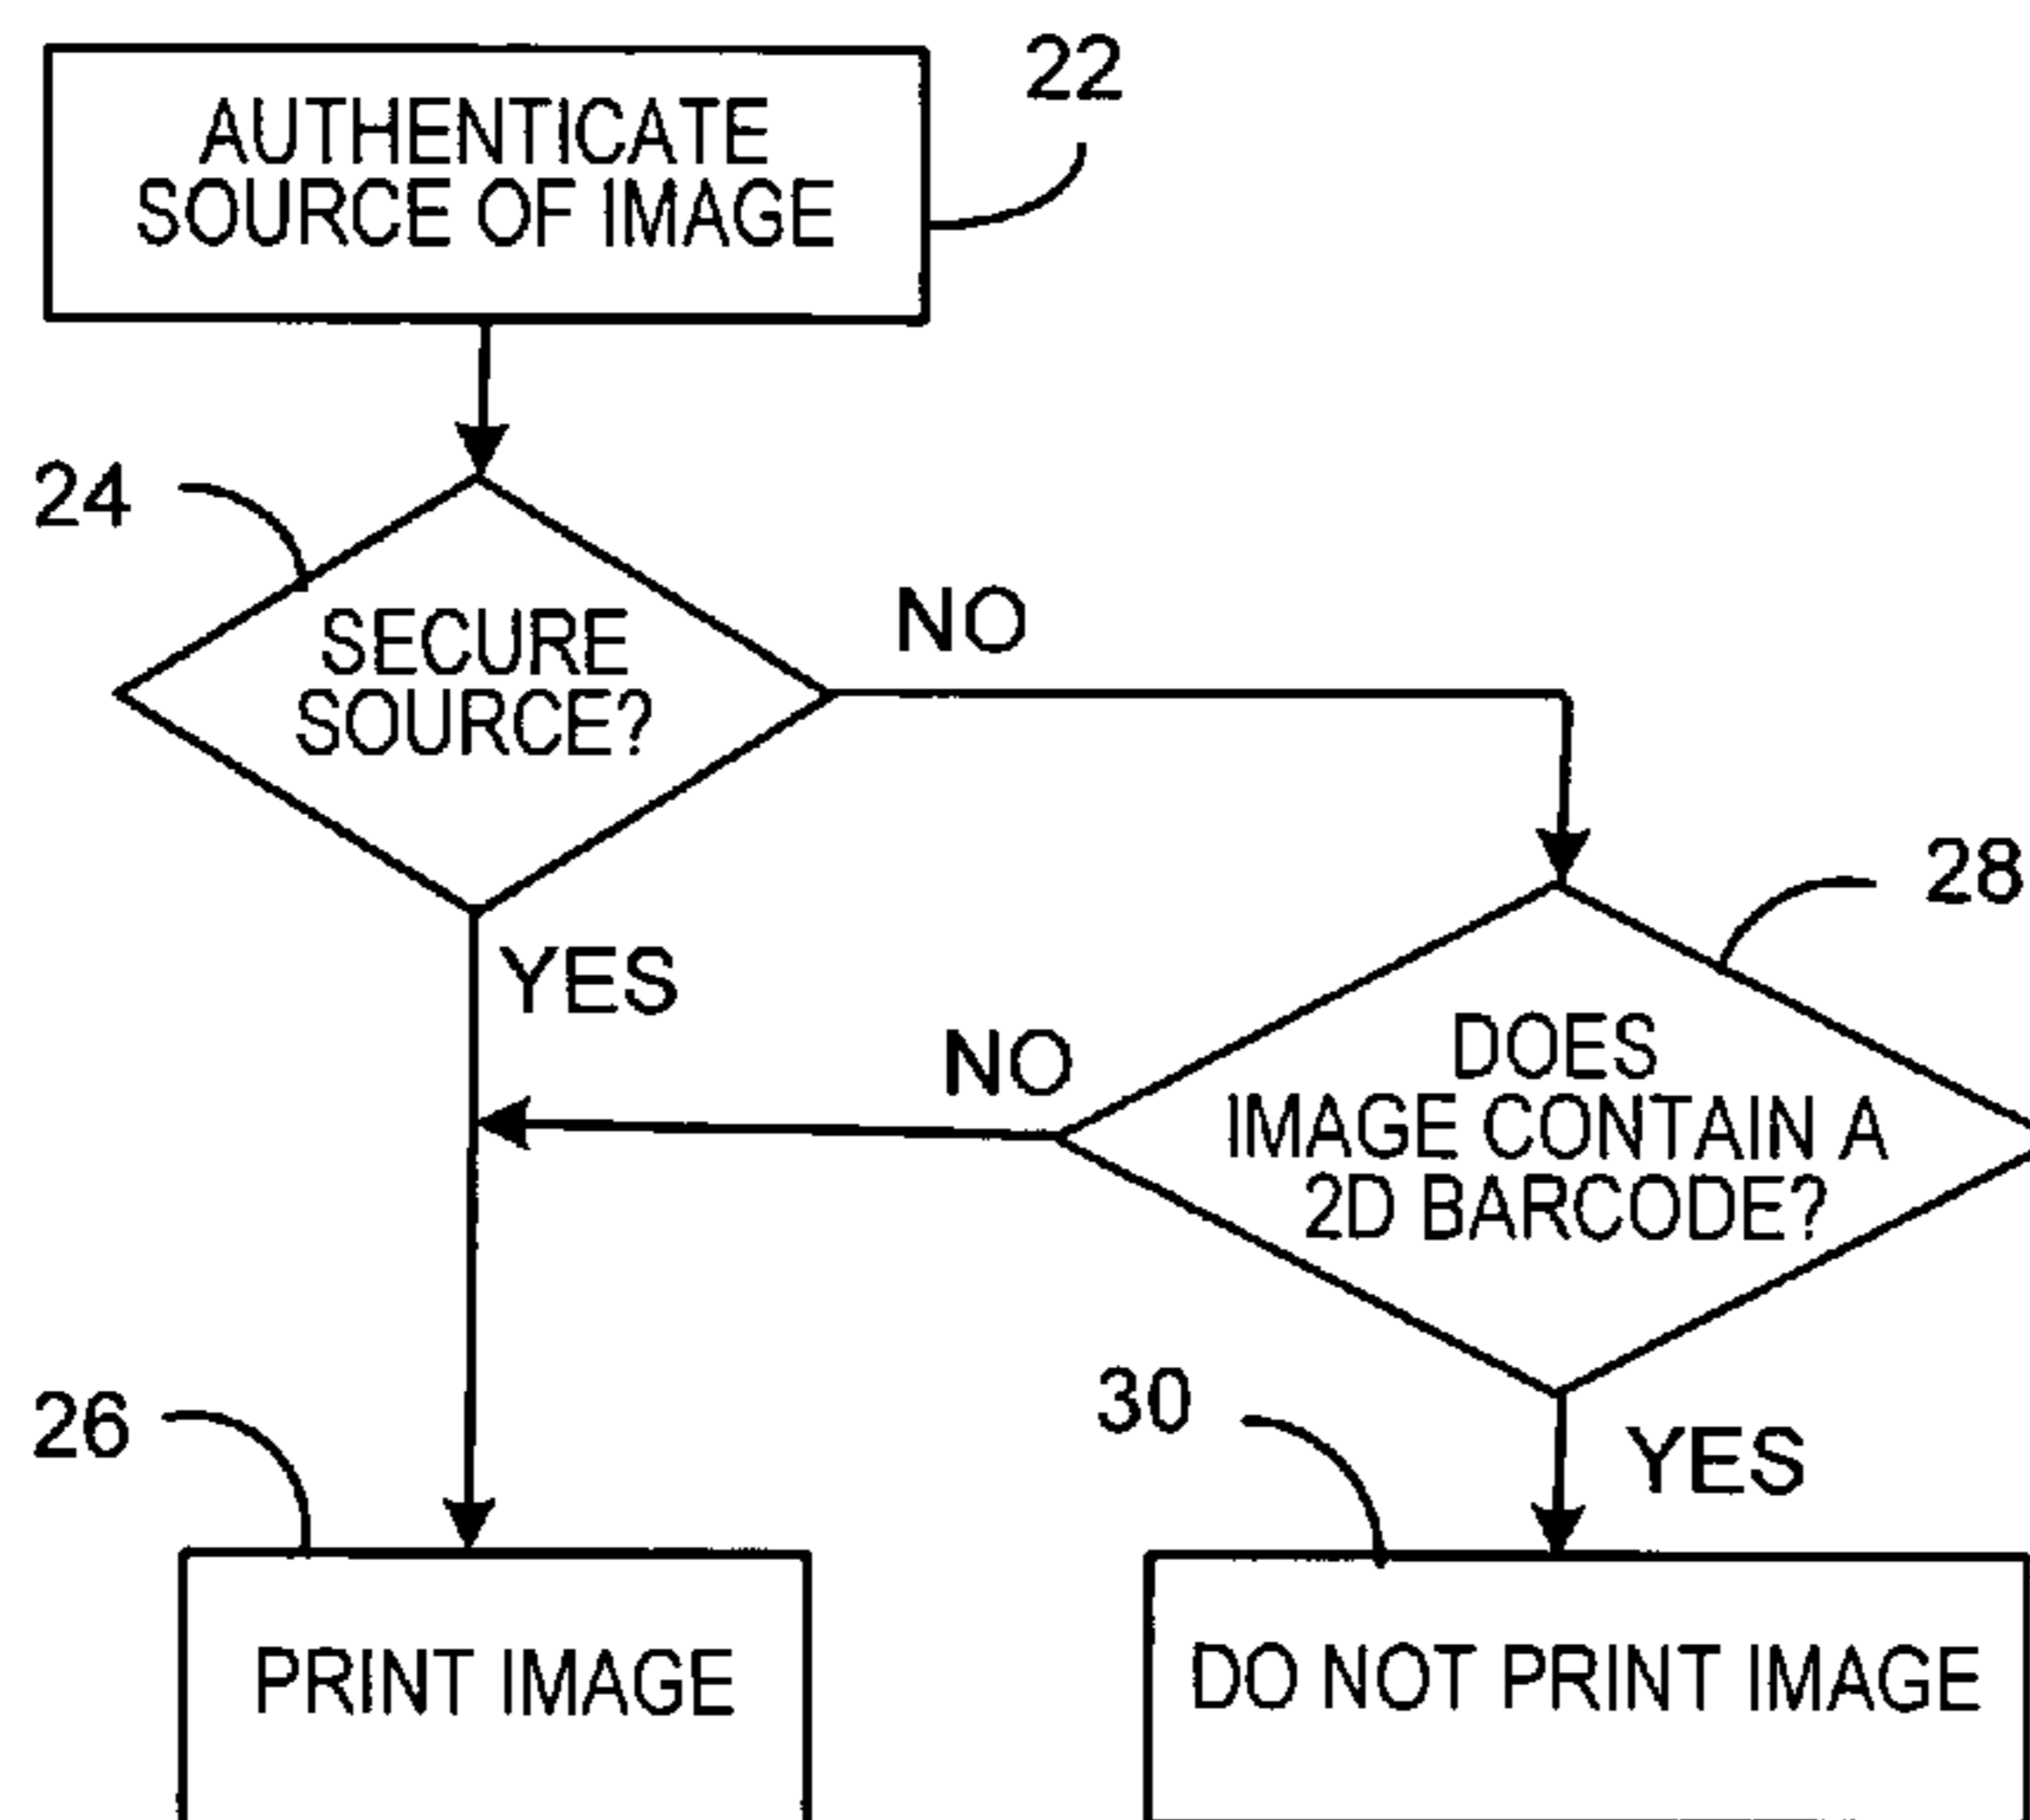 22
AUTHENTICATE
SOURCE OF IMAGE
24
SECURE
SOURCE?
NO
YES
28
DOES
IMAGE CONTAIN A
2D BARCODE?
NO
YES
26
PRINT IMAGE
30
DO NOT PRINT IMAGE